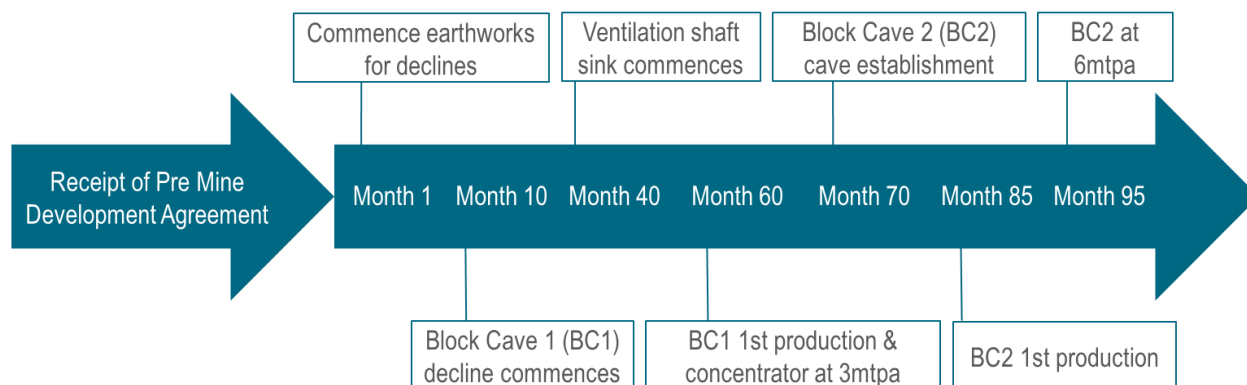 Commence earthworks
for declines
Ventilation shaft
sink commences
Block Cave 2 (BC2)
cave establishment
BC2 at
6mtpa
Receipt of Pre Mine
Development Agreement
Month 1
Month 10
Month 40
Month 60
Month 70
Month 85
Month 95
Block Cave 1 (BC1)
decline commences
BC1 1st production &
concentrator at 3mtpa
BC2 1st production